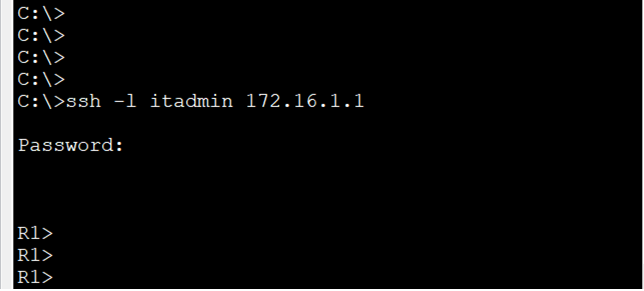 C:\>
C:\>
C:\>
C:\>
C:\>ssh -l itadmin 172.16.1.1
Password:
R1>
R1>
R1>